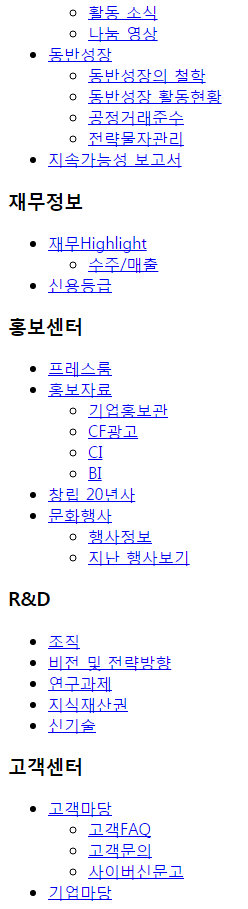 활동 소식
나눔 영상
동반성장
동반성장의 철학
동반성장 활동현황
공정거래준수
전략물자관리
지속가능성 보고서
재무정보
재무Highlight
수주/매출
신용등급
홍보센터
프레스룸
홍보자료
기업홍보관
CF광고
CI
BI
창립 20년사
문화행사
행사정보
지난 행사보기
R&D
조직
비전 및 전략방향
연구과제
지식재산권
신기술
고객센터
고객마당
고객FAQ
고객문의
사이버신문고
기업마당